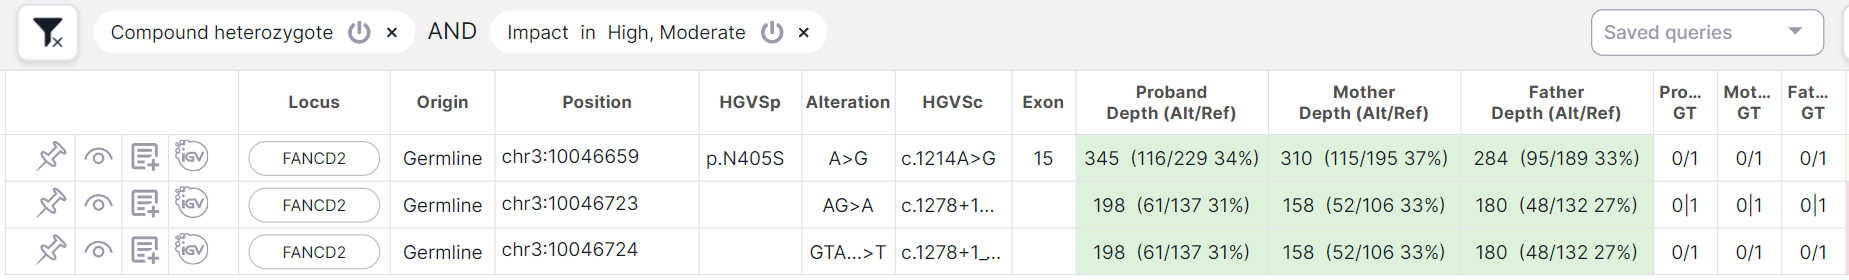 Compound heterozygote × AND Impact in High, Moderate × Saved queries
Locus Origin Position HGVSp Alteration HGVSc Exon Proband Depth (Alt/Ref) Mother Depth (Alt/Ref) Father Depth (Alt/Ref) Pro... GT Mot... GT Fat... GT
IGV FANCD2 Germline chr3:10046659 p.N405S A>G c.1214A>G 15 345 (116/229 34%) 310 (115/195 37%) 284 (95/189 33%) 0/1 0/1 0/1
IGV FANCD2 Germline chr3:10046723 AG>A c.1278+1... 198 (61/137 31%) 158 (52/106 33%) 180 (48/132 27%) 0|1 0|1 0|1
IGV FANCD2 Germline chr3:10046724 GTA...>T c.1278+1_... 198 (61/137 31%) 158 (52/106 33%) 180 (48/132 27%) 0/1 0/1 0/1